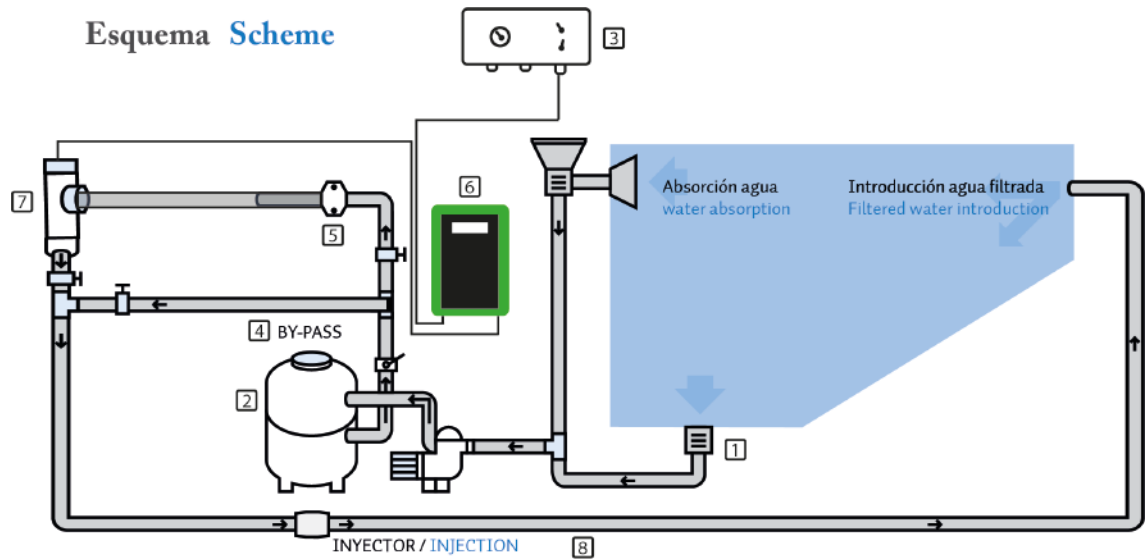 Esquema Scheme
3
7
5
6
Absorción agua
water absorption
Introducción agua filtrada
Filtered water introduction
4 BY-PASS
2
1
INYECTOR / INJECTION
8